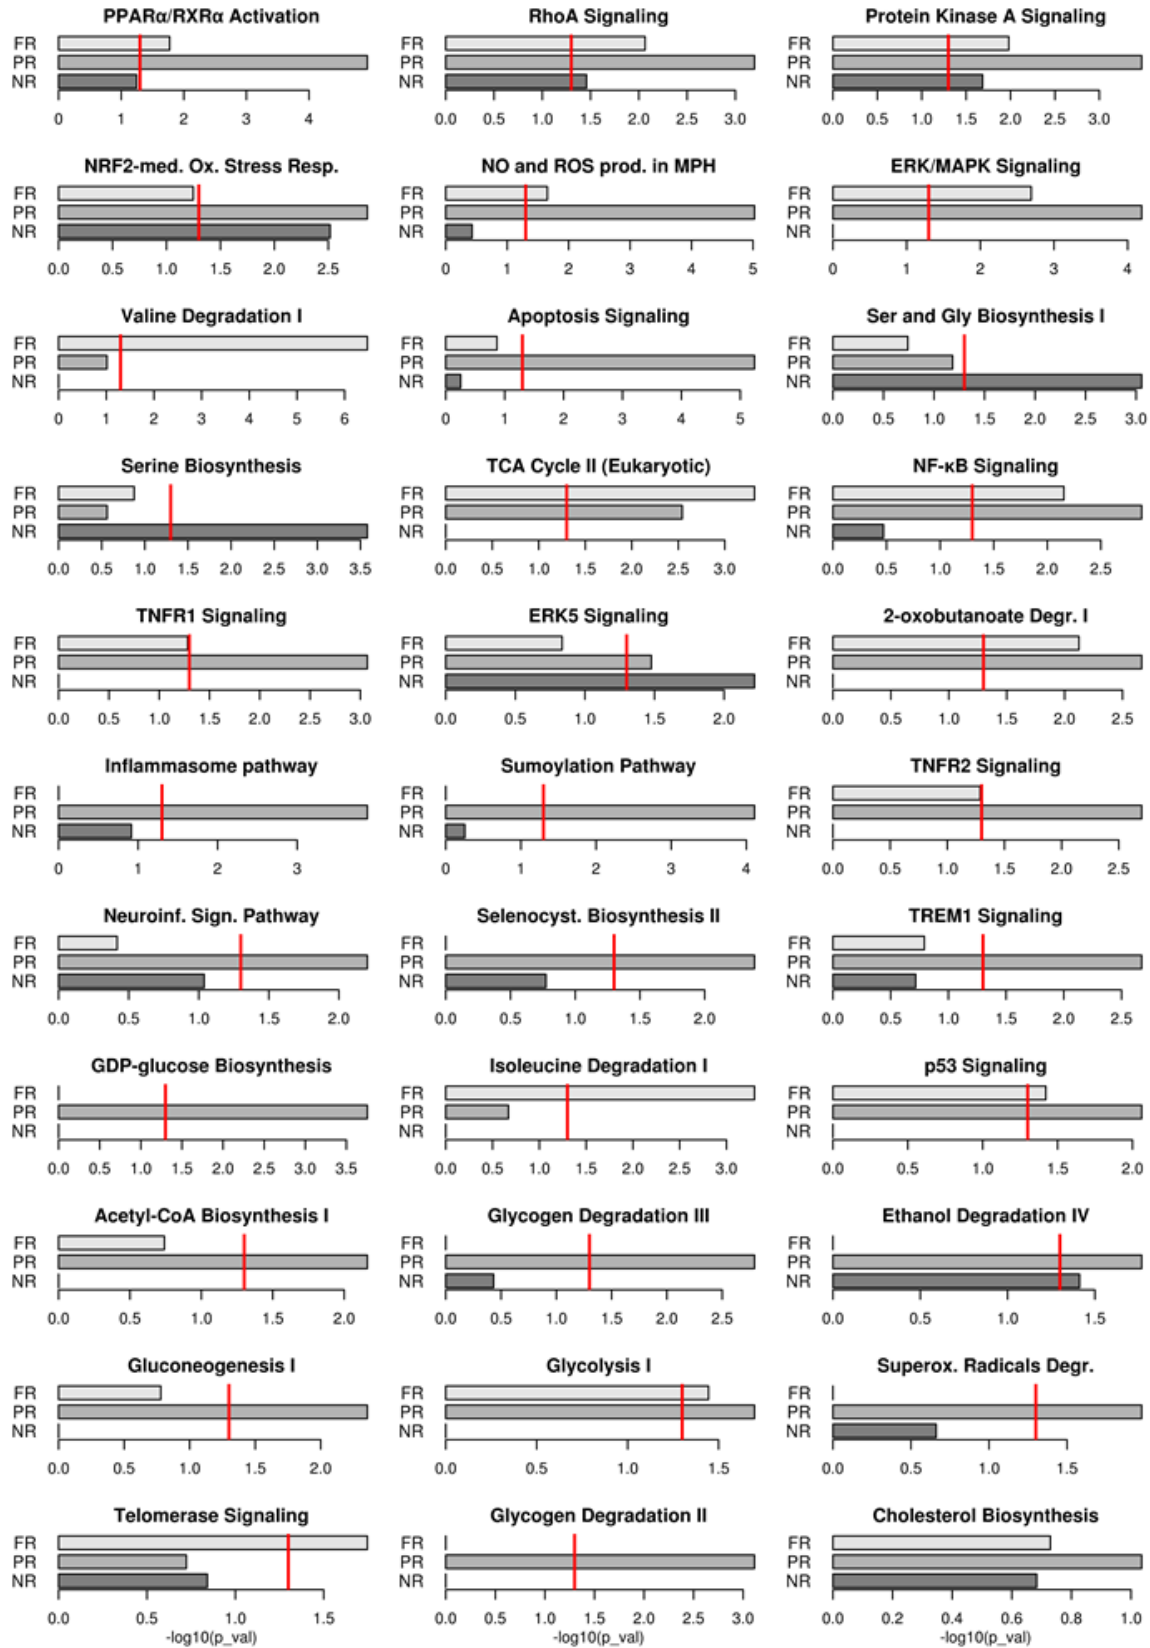 PPARα/RXRα Activation RhoA Signaling Protein Kinase A Signaling
FR FR FR
PR PR PR
NR NR NR
0 1 2 3 4 0.0 0.5 1.0 1.5 2.0 2.5 3.0 0.0 0.5 1.0 1.5 2.0 2.5 3.0
NRF2-med. Ox. Stress Resp. NO and ROS prod. in MPH ERK/MAPK Signaling
FR FR FR
PR PR PR
NR NR NR
0.0 0.5 1.0 1.5 2.0 2.5 0 1 2 3 4 5 0 1 2 3 4
Valine Degradation I Apoptosis Signaling Ser and Gly Biosynthesis I
FR FR FR
PR PR PR
NR NR NR
0 1 2 3 4 5 6 0 1 2 3 4 5 0.0 0.5 1.0 1.5 2.0 2.5 3.0
Serine Biosynthesis TCA Cycle II (Eukaryotic) NF-κB Signaling
FR FR FR
PR PR PR
NR NR NR
0.0 0.5 1.0 1.5 2.0 2.5 3.0 3.5 0.0 0.5 1.0 1.5 2.0 2.5 3.0 0.0 0.5 1.0 1.5 2.0 2.5
TNFR1 Signaling ERK5 Signaling 2-oxobutanoate Degr. I
FR FR FR
PR PR PR
NR NR NR
0.0 0.5 1.0 1.5 2.0 2.5 3.0 0.0 0.5 1.0 1.5 2.0 0.0 0.5 1.0 1.5 2.0 2.5
Inflammasome pathway Sumoylation Pathway TNFR2 Signaling
FR FR FR
PR PR PR
NR NR NR
0 1 2 3 0 1 2 3 4 0.0 0.5 1.0 1.5 2.0 2.5
Neuroinf. Sign. Pathway Selenocyst. Biosynthesis II TREM1 Signaling
FR FR FR
PR PR PR
NR NR NR
0.0 0.5 1.0 1.5 2.0 0.0 0.5 1.0 1.5 2.0 0.0 0.5 1.0 1.5 2.0 2.5
GDP-glucose Biosynthesis Isoleucine Degradation I p53 Signaling
FR FR FR
PR PR PR
NR NR NR
0.0 0.5 1.0 1.5 2.0 2.5 3.0 3.5 0.0 0.5 1.0 1.5 2.0 2.5 3.0 0.0 0.5 1.0 1.5 2.0
Acetyl-CoA Biosynthesis I Glycogen Degradation III Ethanol Degradation IV
FR FR FR
PR PR PR
NR NR NR
0.0 0.5 1.0 1.5 2.0 0.0 0.5 1.0 1.5 2.0 2.5 0.0 0.5 1.0 1.5
Gluconeogenesis I Glycolysis I Superox. Radicals Degr.
FR FR FR
PR PR PR
NR NR NR
0.0 0.5 1.0 1.5 2.0 0.0 0.5 1.0 1.5 0.0 0.5 1.0 1.5
Telomerase Signaling Glycogen Degradation II Cholesterol Biosynthesis
FR FR FR
PR PR PR
NR NR NR
0.0 0.5 1.0 1.5 0.0 0.5 1.0 1.5 2.0 2.5 3.0 0.0 0.2 0.4 0.6 0.8 1.0
-log10(p_val) -log10(p_val) -log10(p_val)